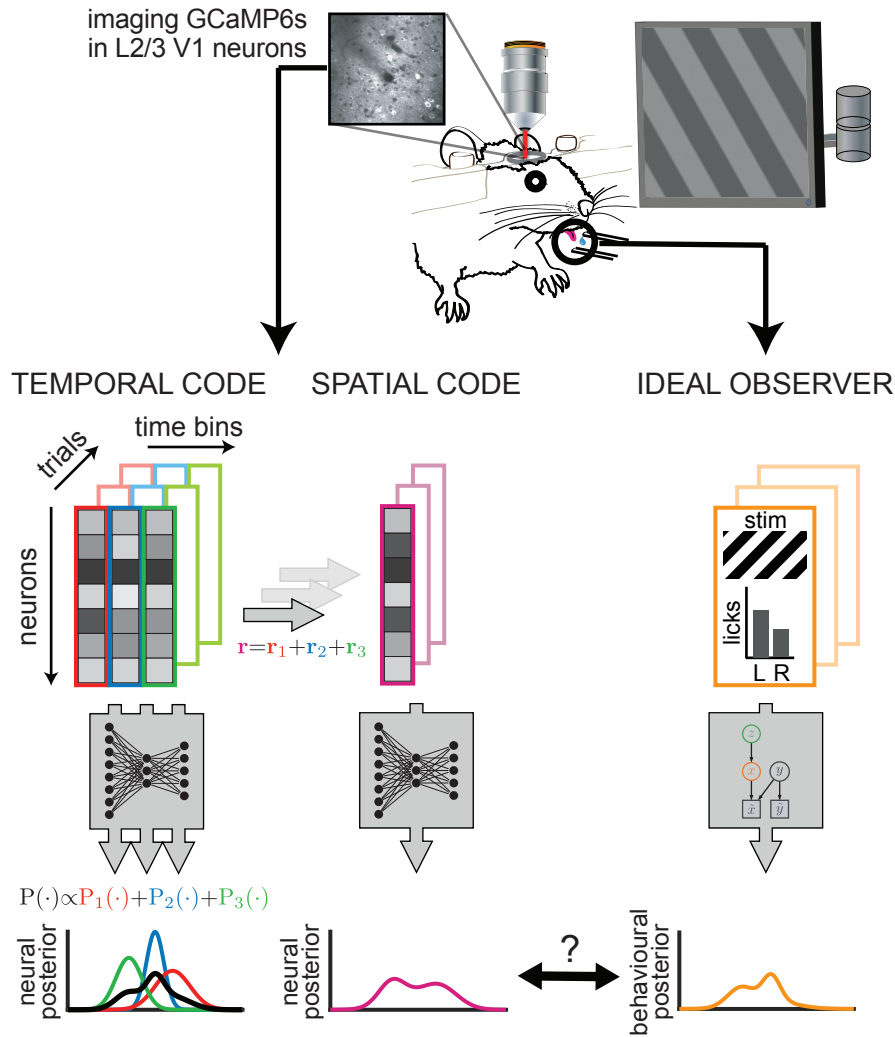 imaging GCaMP6s
in L2/3 V1 neurons
TEMPORAL CODE
SPATIAL CODE
IDEAL OBSERVER
trials
time bins
neurons
r=r₁+r₂+r₃
stim
licks
L R
z
x
y
x̃
ỹ
P(·)∝P₁(·)+P₂(·)+P₃(·)
neural
posterior
neural
posterior
?
behavioural
posterior